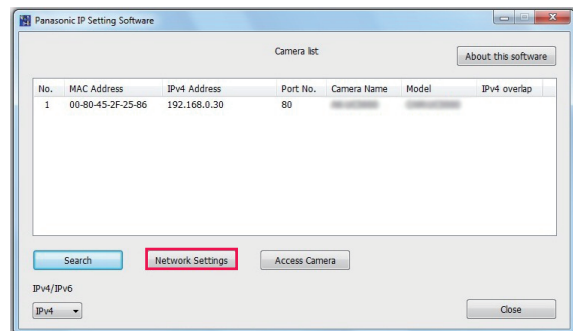 Panasonic IP Setting Software
Camera list
About this software
No. MAC Address IPv4 Address Port No. Camera Name Model IPv4 overlap
1 00-80-45-2F-25-86 192.168.0.30 80
Search Network Settings Access Camera
IPv4/IPv6
IPv4
Close